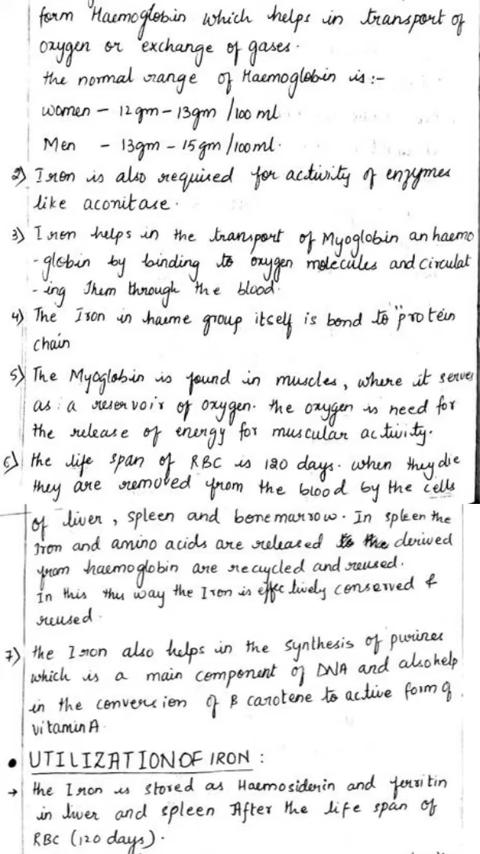 form Haemoglobin which helps in transport of
oxygen or exchange of gases.
the normal range of Haemoglobin is :-
women - 12gm - 13gm /100 ml
Men - 13gm - 15gm /100ml.
2) Iron is also required for activity of enzymes
like aconitase.
3) Iron helps in the transport of Myoglobin an haemo
-globin by binding to oxygen molecules and circulat
-ing them through the blood.
4) The Iron in haeme group itself is bond to "protein
chain
5) The Myoglobin is found in muscles, where it serves
as a reservoir of oxygen. the oxygen is need for
the release of energy for muscular activity.
6) the life span of RBC is 120 days. when they die
they are removed from the blood by the cells
of liver, spleen and bonemarrow. In spleen the
Iron and amino acids are released to the derived
from haemoglobin are recycled and reused.
In this thu way the Iron is effectively conserved &
reused.
7) the Iron also helps in the synthesis of purines
which is a main component of DNA and also help
in the conversion of β carotene to active form of
vitamin A.
• UTILIZATION OF IRON :
→ the Iron is stored as Haemosiderin and ferritin
in liver and spleen After the life span of
RBC (120 days).